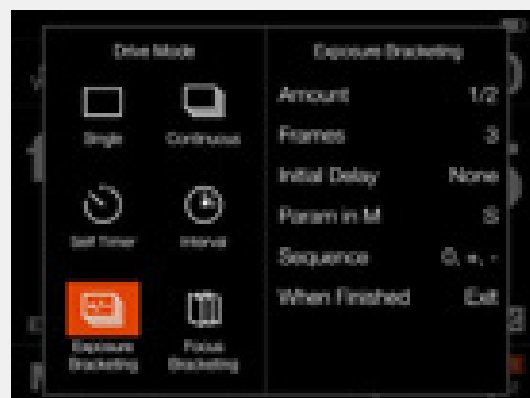 Drive Mode
Single
Continuous
Self Timer
Interval
Exposure
Bracketing
Focus
Bracketing
Exposure Bracketing
Amount 1/2
Frames 3
Initial Delay None
Param in M S
Sequence 0, +, -
When Finished Exit